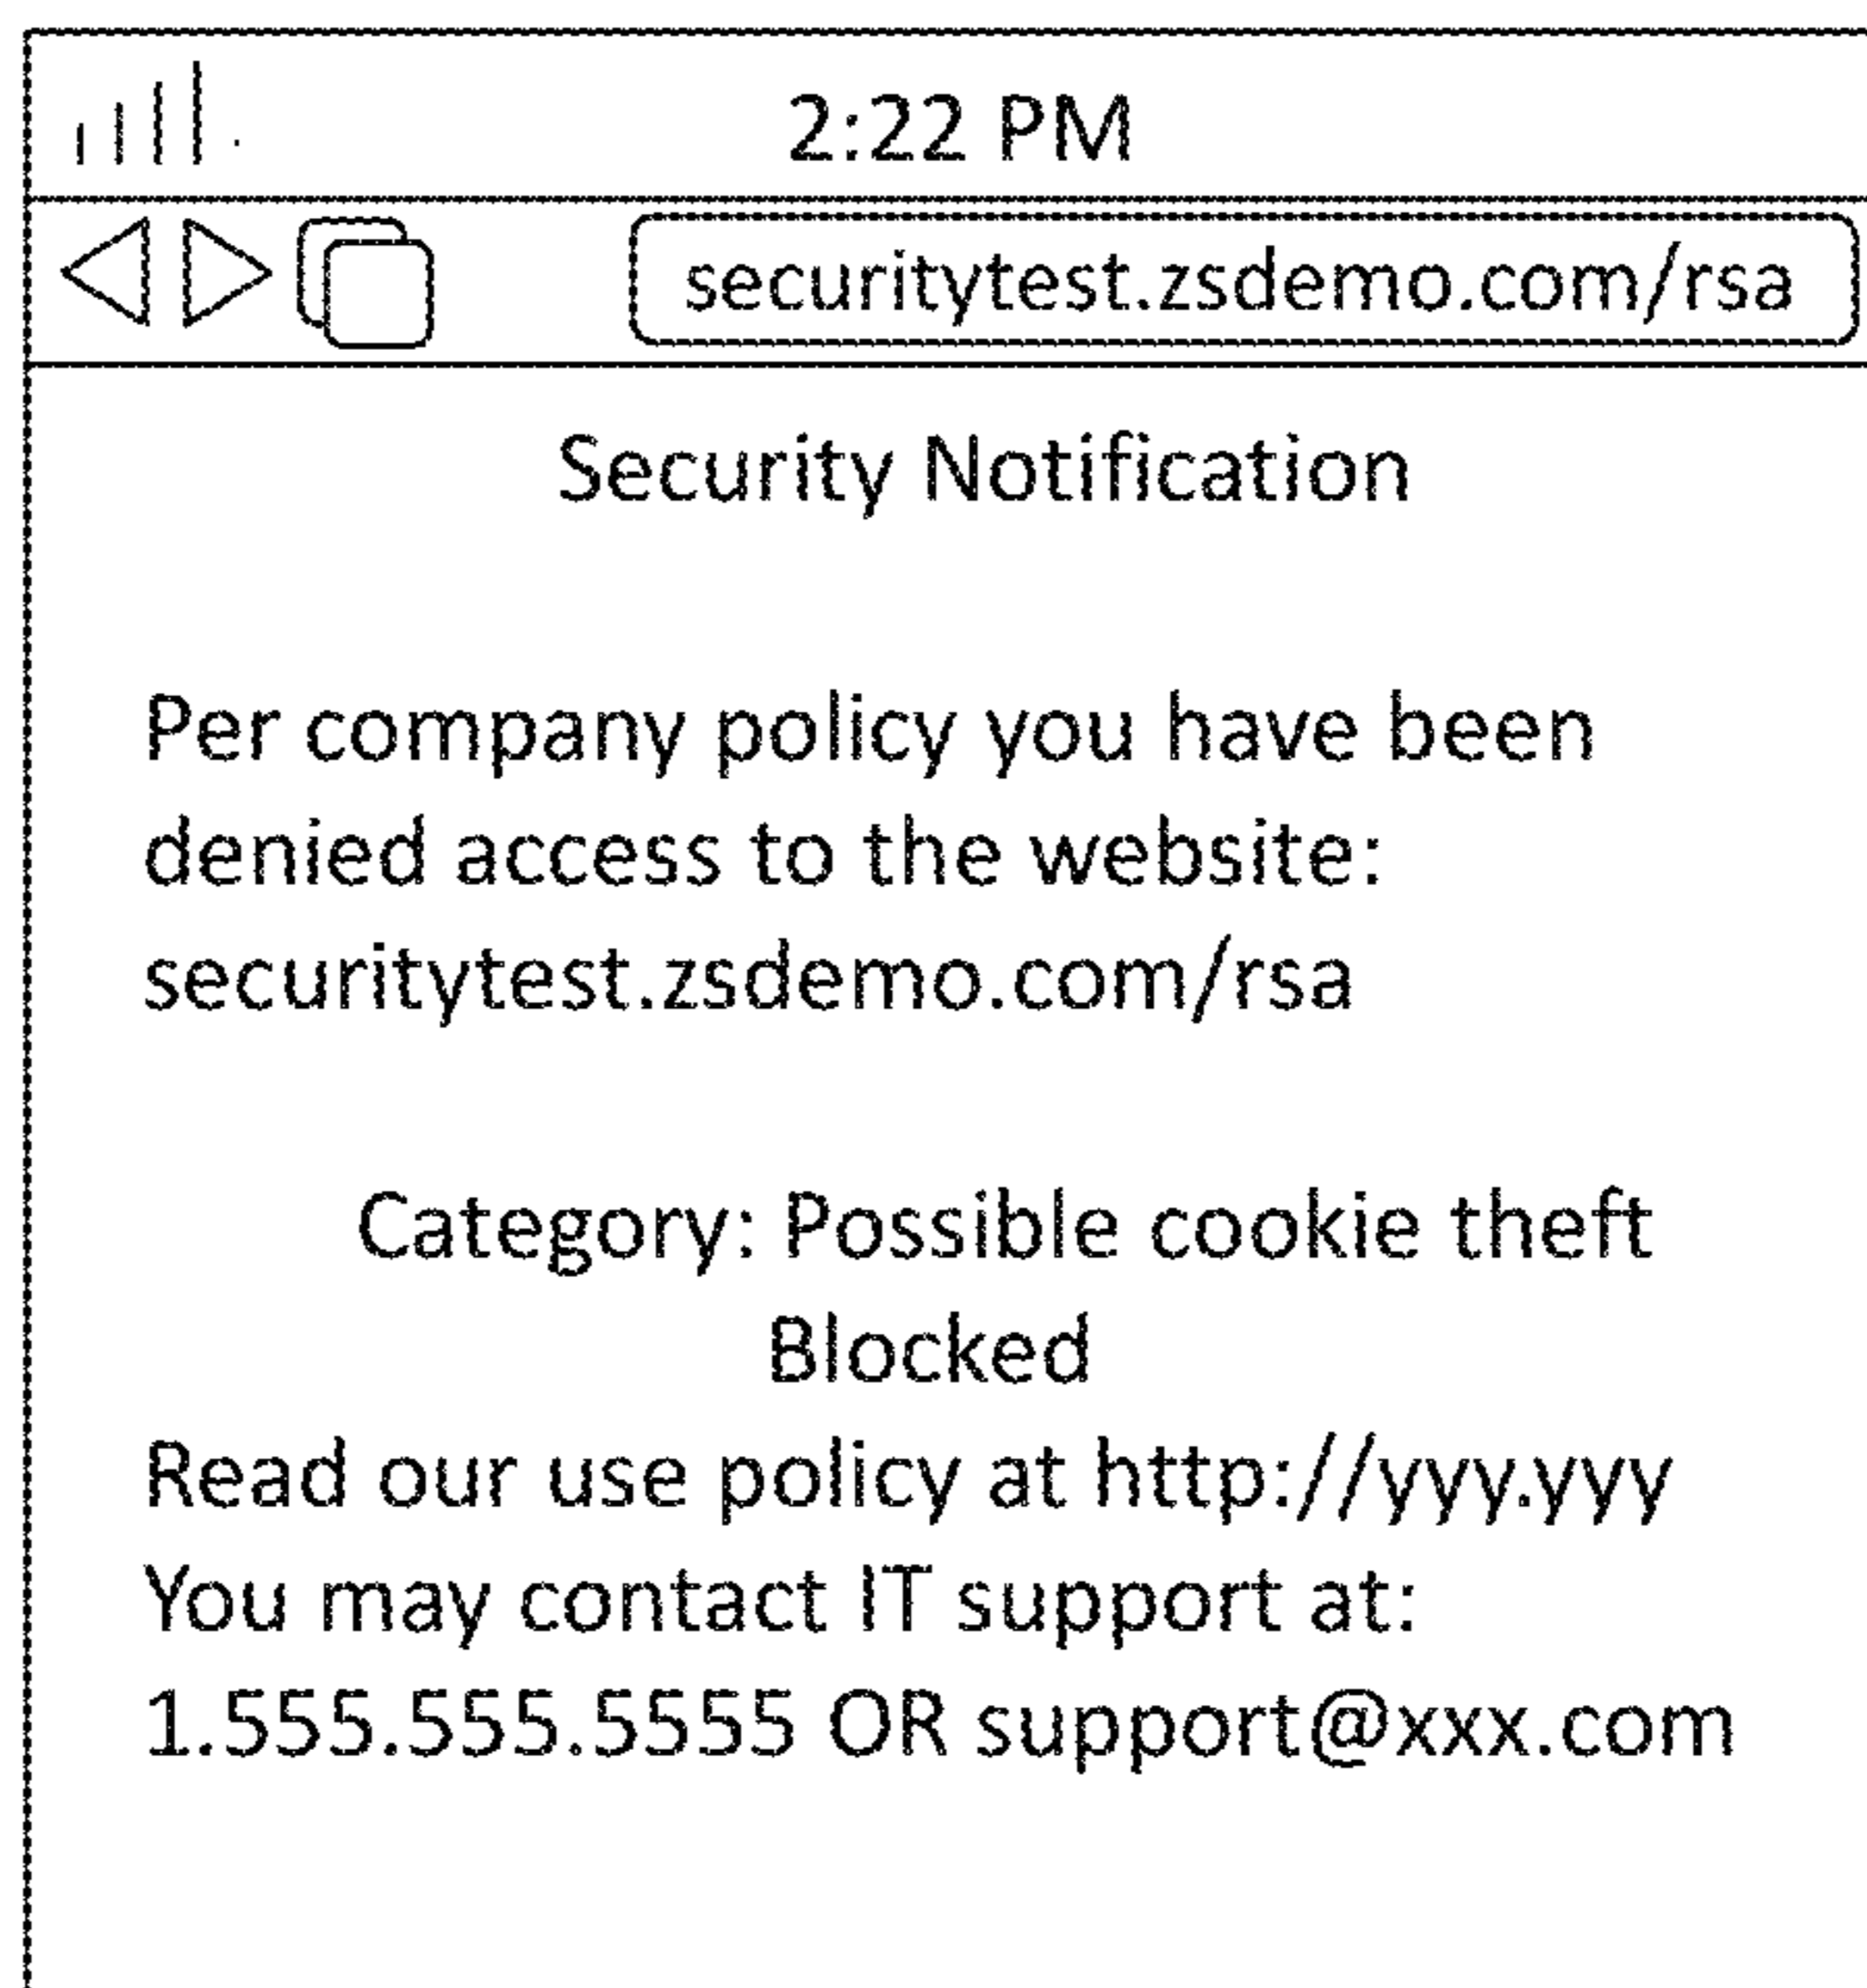 2:22 PM
securitytest.zsdemo.com/rsa
Security Notification
Per company policy you have been
denied access to the website:
securitytest.zsdemo.com/rsa
Category: Possible cookie theft
Blocked
Read our use policy at http://yyy.yyy
You may contact IT support at:
1.555.555.5555 OR support@xxx.com